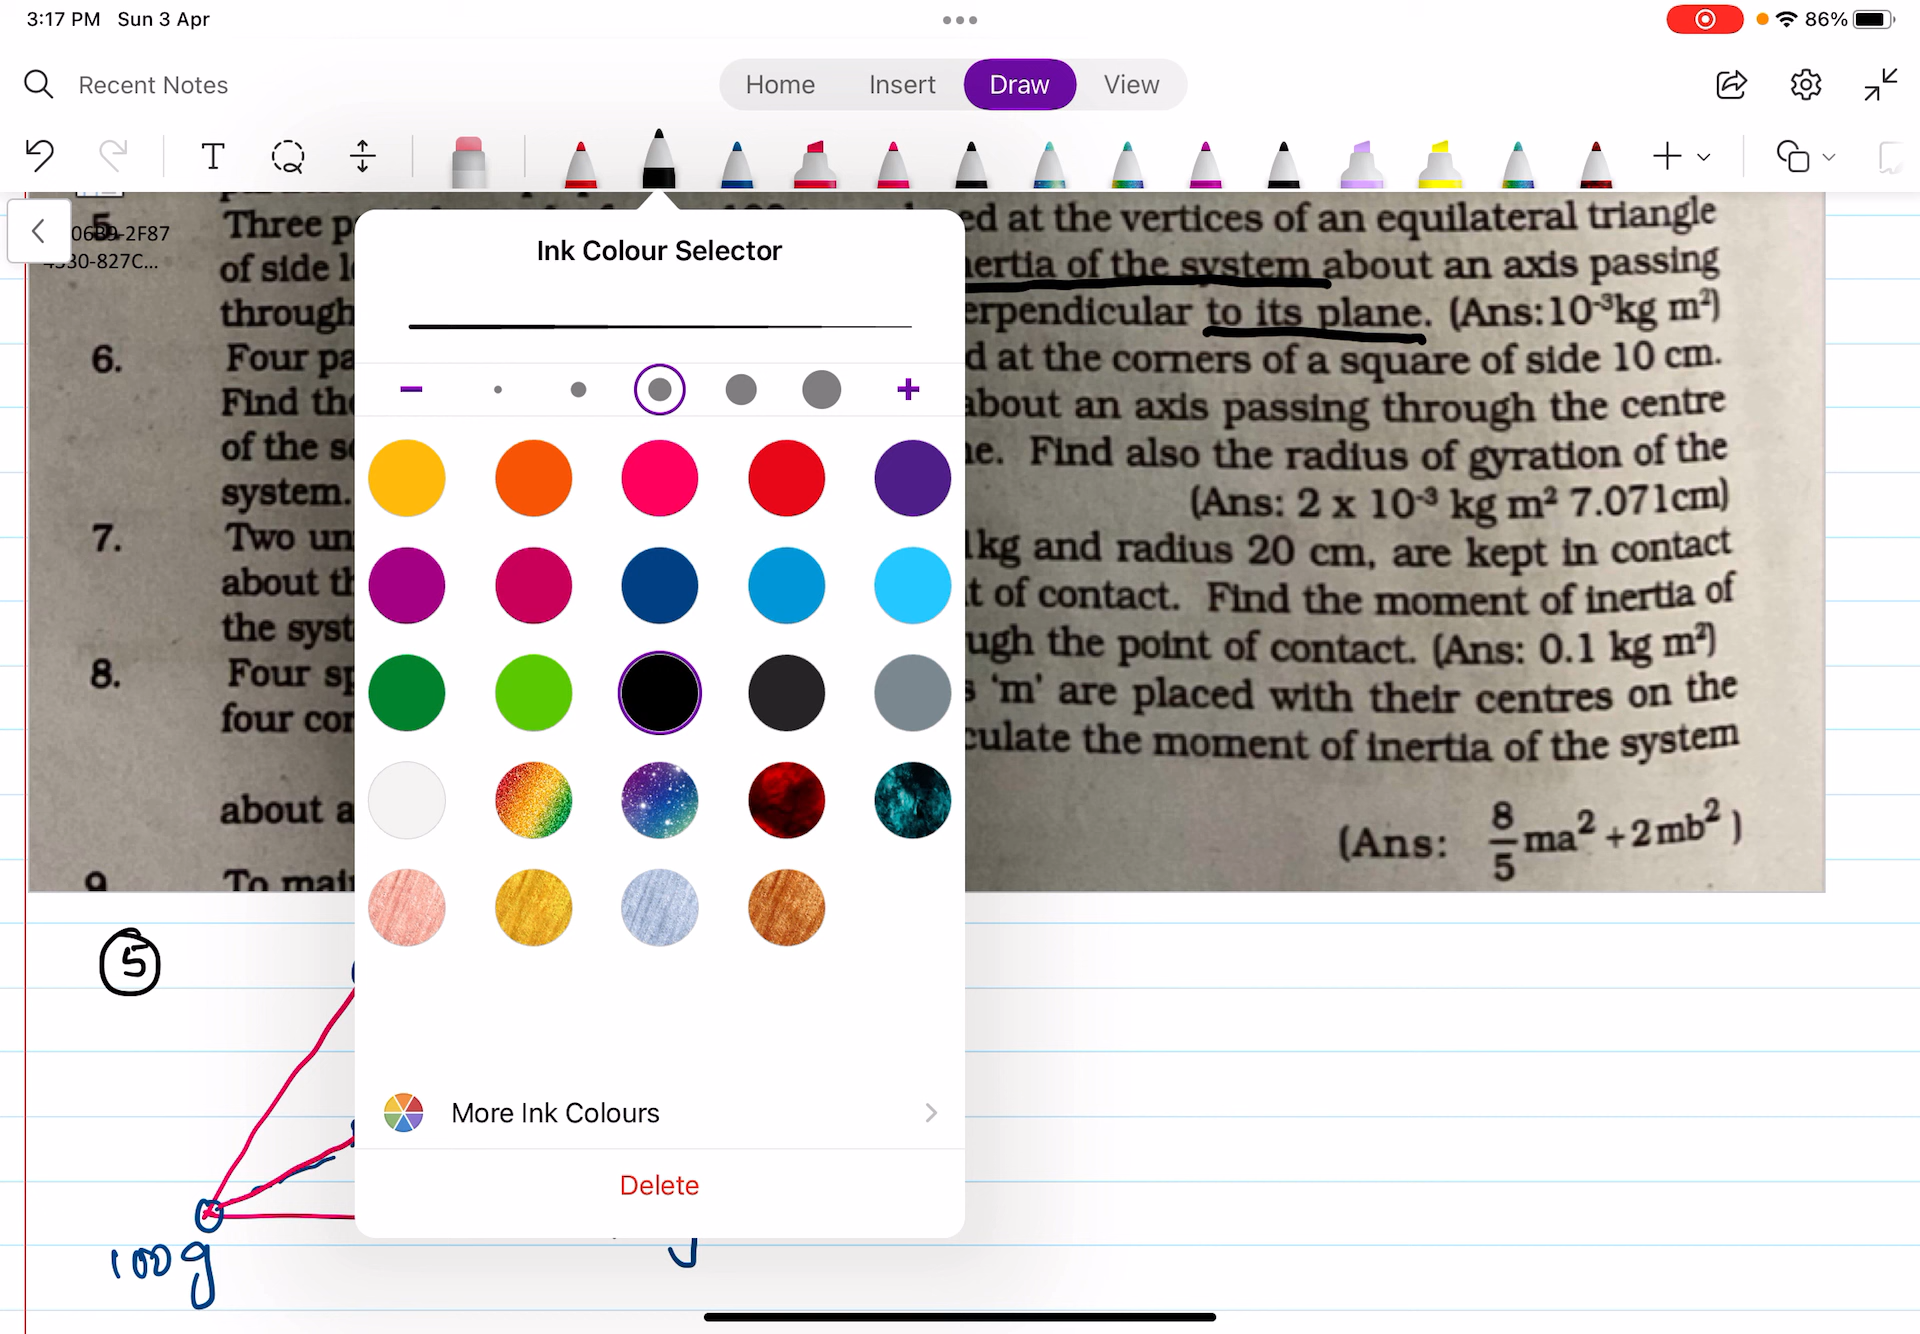 3:17 PM Sun 3 Apr
86%
Recent Notes
Home Insert Draw View
T
5.
Three
ed at the vertices of an equilateral triangle
of side
ertia of the system about an axis passing
through
erpendicular to its plane. (Ans:10⁻³kg m²)
6.
Four pa
d at the corners of a square of side 10 cm.
Find the
about an axis passing through the centre
of the s
ne. Find also the radius of gyration of the
system.
(Ans: 2 x 10⁻³ kg m² 7.071cm)
7.
Two un
1kg and radius 20 cm, are kept in contact
about th
t of contact. Find the moment of inertia of
the syst
ugh the point of contact. (Ans: 0.1 kg m²)
8.
Four sp
s 'm' are placed with their centres on the
four cor
culate the moment of inertia of the system
about a
(Ans: 8/5 ma² + 2mb²)
9.
To mai
Ink Colour Selector
More Ink Colours
Delete
5
100g